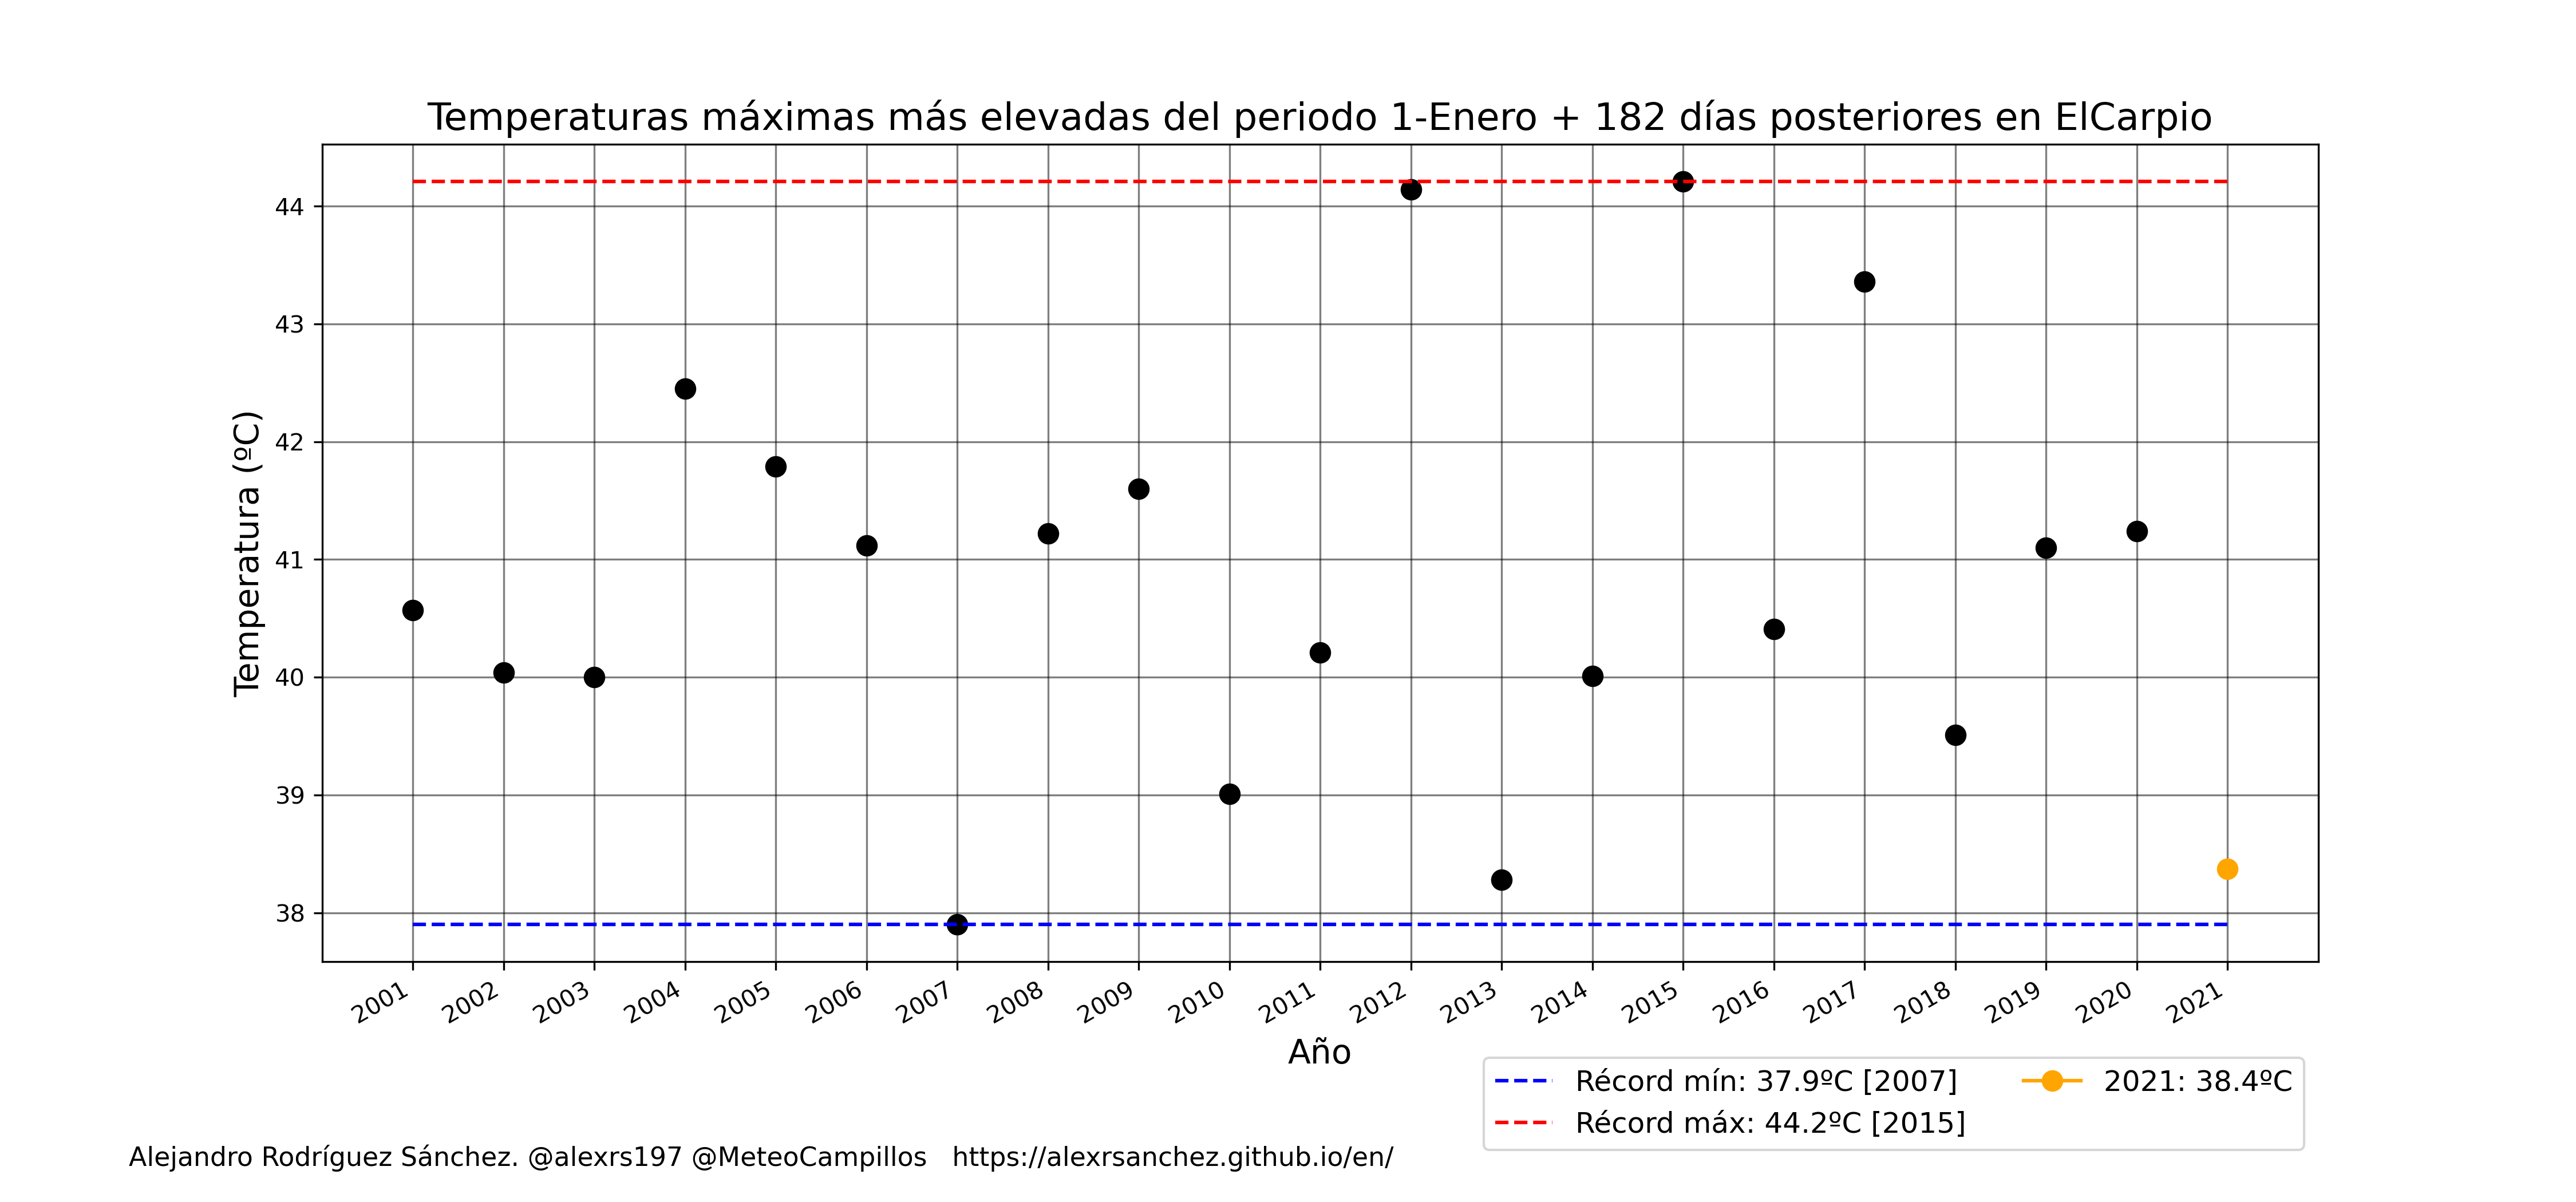 Temperaturas máximas más elevadas del periodo 1-Enero + 182 días posteriores en ElCarpio
Temperatura (ºC)
44
43
42
41
40
39
38
2001 2002 2003 2004 2005 2006 2007 2008 2009 2010 2011 2012 2013 2014 2015 2016 2017 2018 2019 2020 2021
Año
Récord mín: 37.9ºC [2007]
Récord máx: 44.2ºC [2015]
2021: 38.4ºC
Alejandro Rodríguez Sánchez. @alexrs197 @MeteoCampillos https://alexrsanchez.github.io/en/